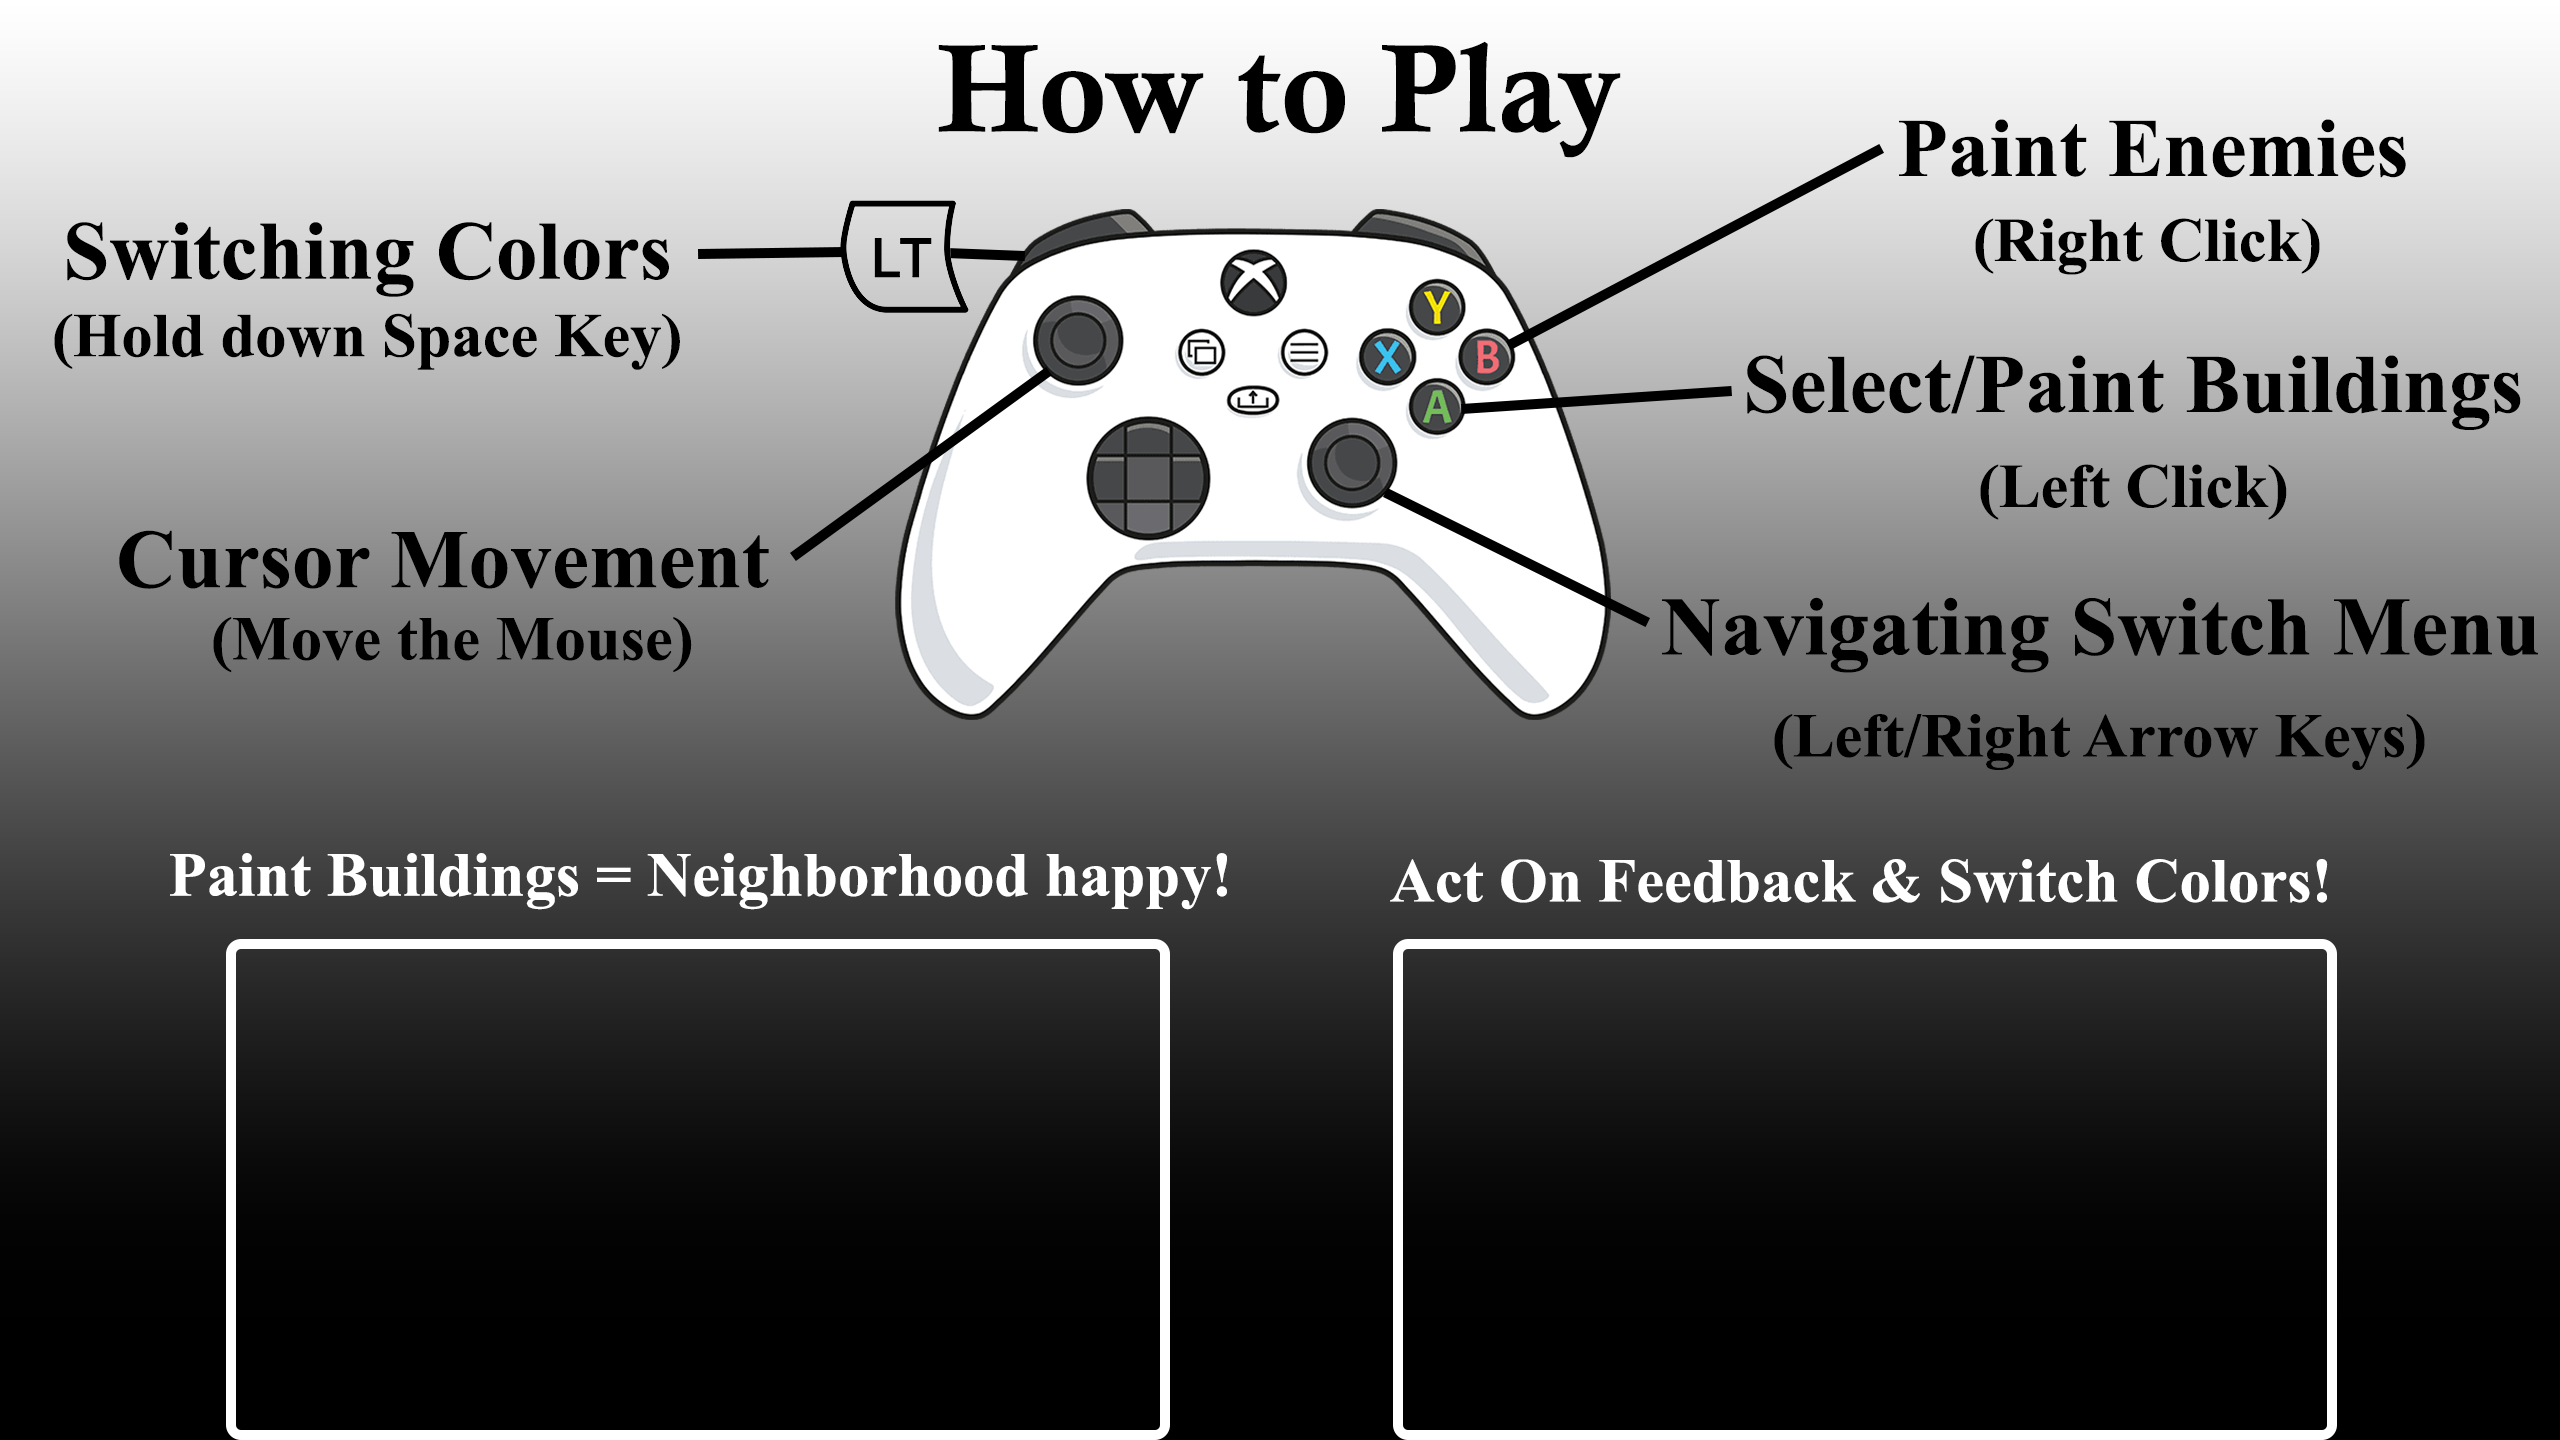 How to Play
Switching Colors
(Hold down Space Key)
LT
Cursor Movement
(Move the Mouse)
Y
X
B
A
Paint Enemies
(Right Click)
Select/Paint Buildings
(Left Click)
Navigating Switch Menu
(Left/Right Arrow Keys)
Paint Buildings = Neighborhood happy!
Act On Feedback & Switch Colors!